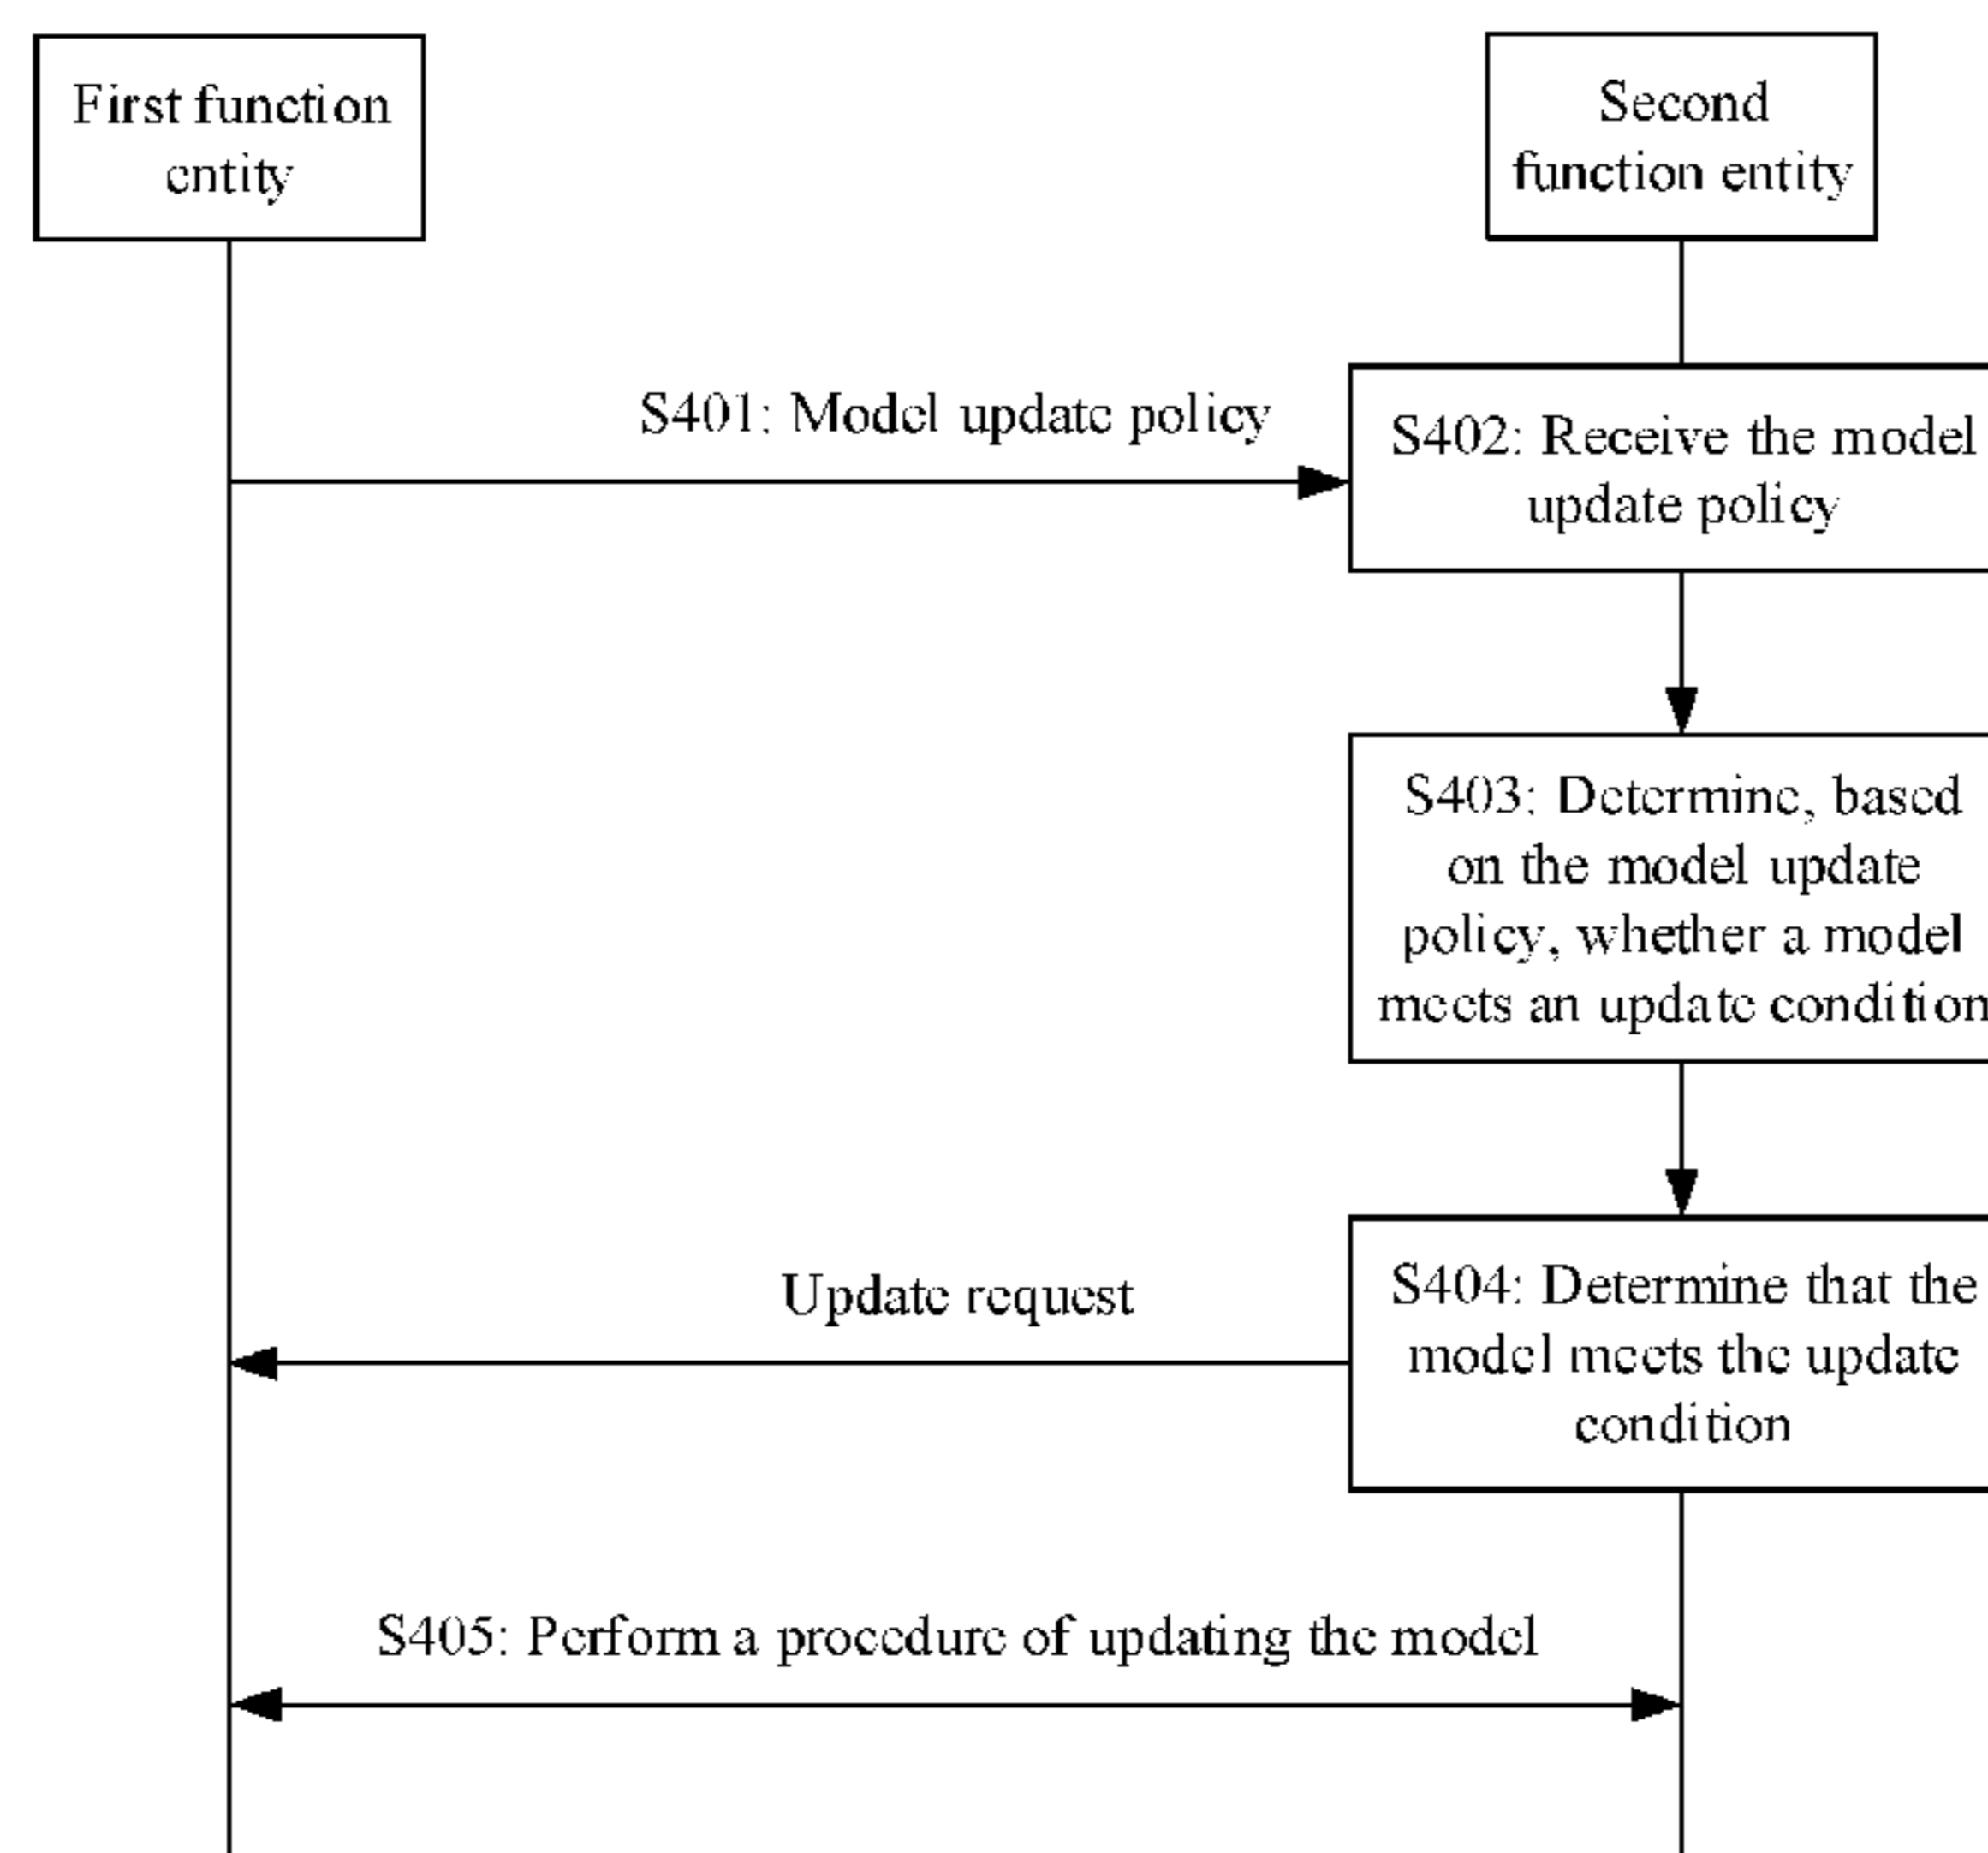 First function
entity
Second
function entity
S401: Model update policy
S402: Receive the model
update policy
S403: Determine, based
on the model update
policy, whether a model
meets an update condition
Update request
S404: Determine that the
model meets the update
condition
S405: Perform a procedure of updating the model